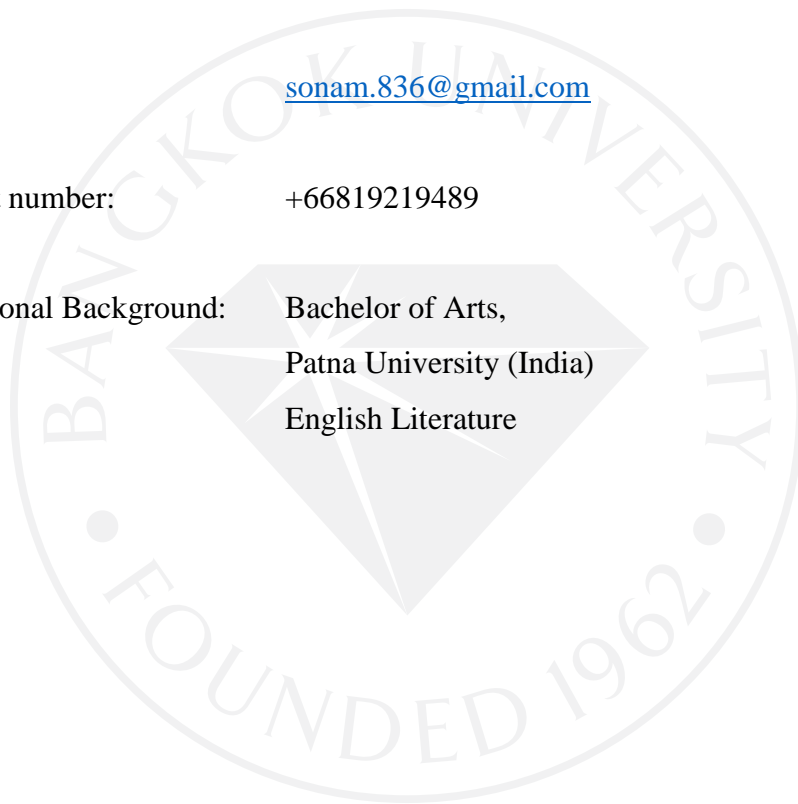 sonam.836@gmail.com
number: +66819219489
onal Background: Bachelor of Arts,
Patna University (India)
English Literature
BANGKOK UNIVERSITY
FOUNDED 1962